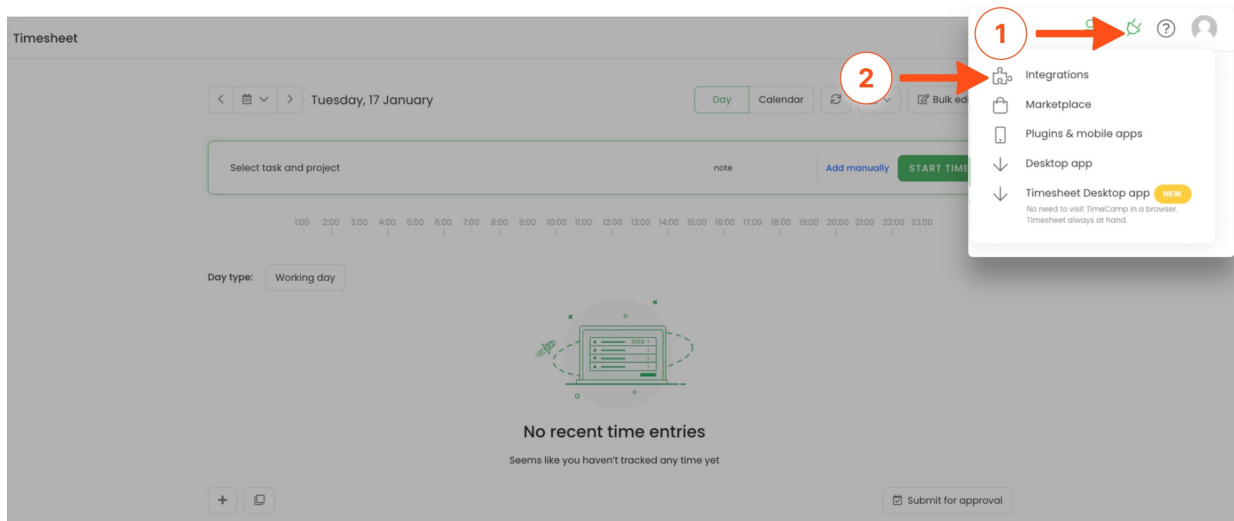 Timesheet
1
2
Tuesday, 17 January
Day
Calendar
Bulk edi
Integrations
Marketplace
Plugins & mobile apps
Desktop app
Timesheet Desktop app NEW
No need to visit TimeCamp in a browser.
Timesheet always at hand.
Select task and project
note
Add manually
START TIME
1:00 2:00 3:00 4:00 5:00 6:00 7:00 8:00 9:00 10:00 11:00 12:00 13:00 14:00 15:00 16:00 17:00 18:00 19:00 20:00 21:00 22:00 23:00
Day type: Working day
No recent time entries
Seems like you haven't tracked any time yet
Submit for approval